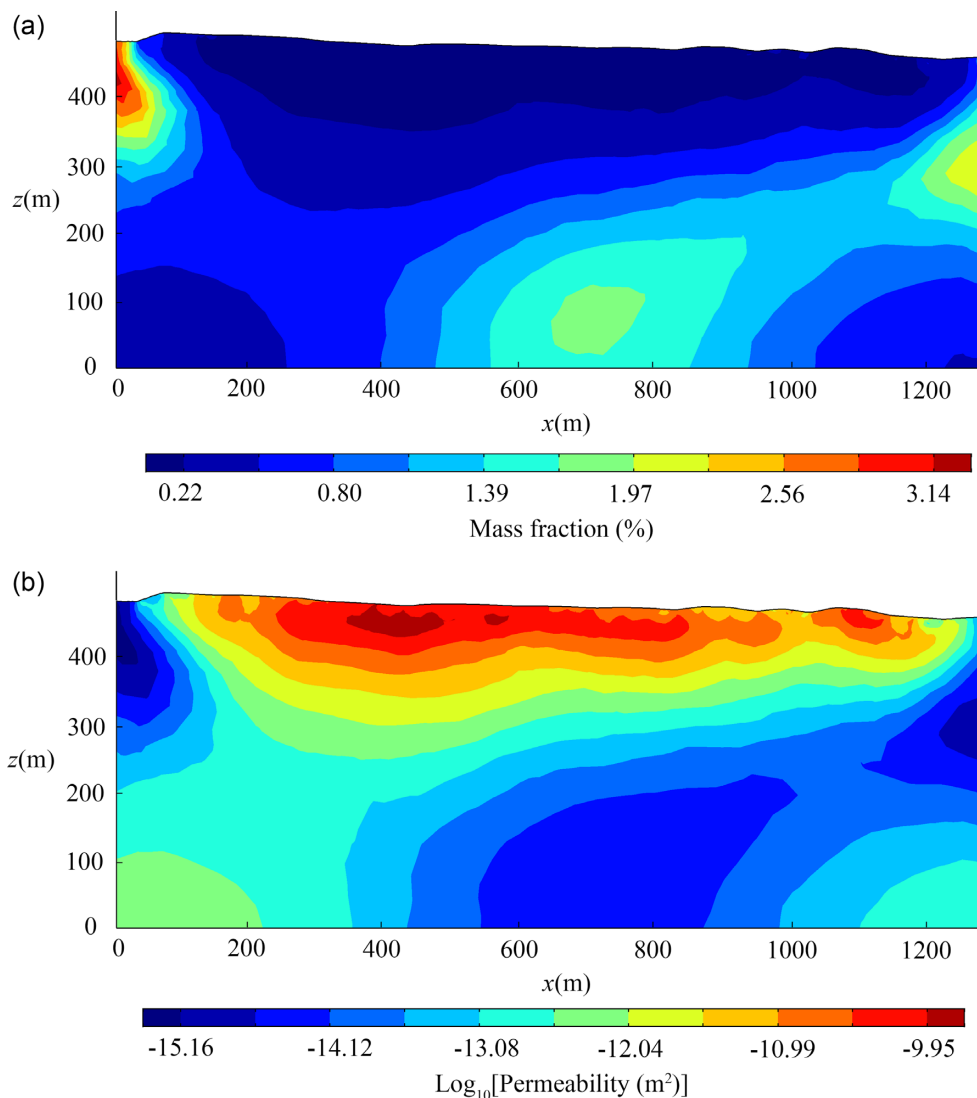 (a)
400
300
z(m)
200
100
0
0 200 400 600 800 1000 1200
x(m)
0.22 0.80 1.39 1.97 2.56 3.14
Mass fraction (%)
(b)
400
300
z(m)
200
100
0
0 200 400 600 800 1000 1200
x(m)
-15.16 -14.12 -13.08 -12.04 -10.99 -9.95
Log₁₀[Permeability (m²)]